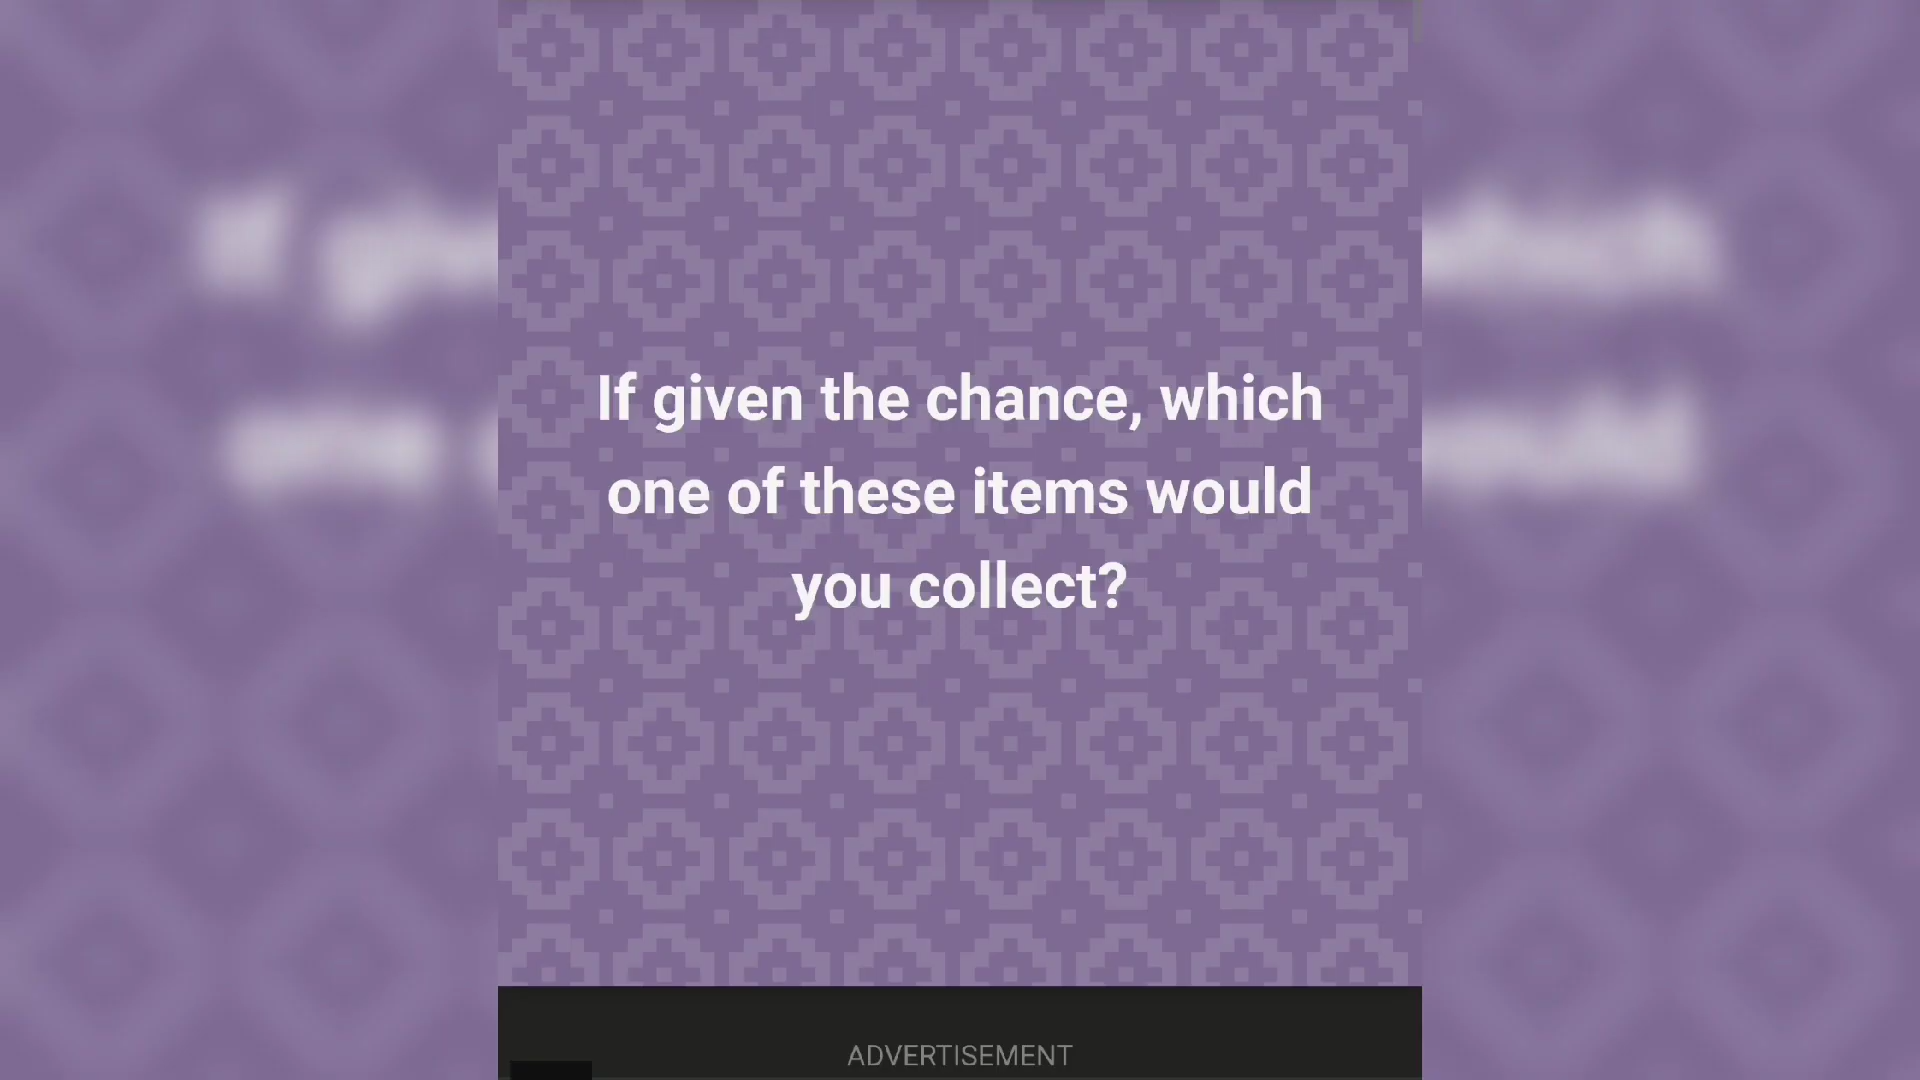 If given the chance, which
one of these items would
you collect?
ADVERTISEMENT